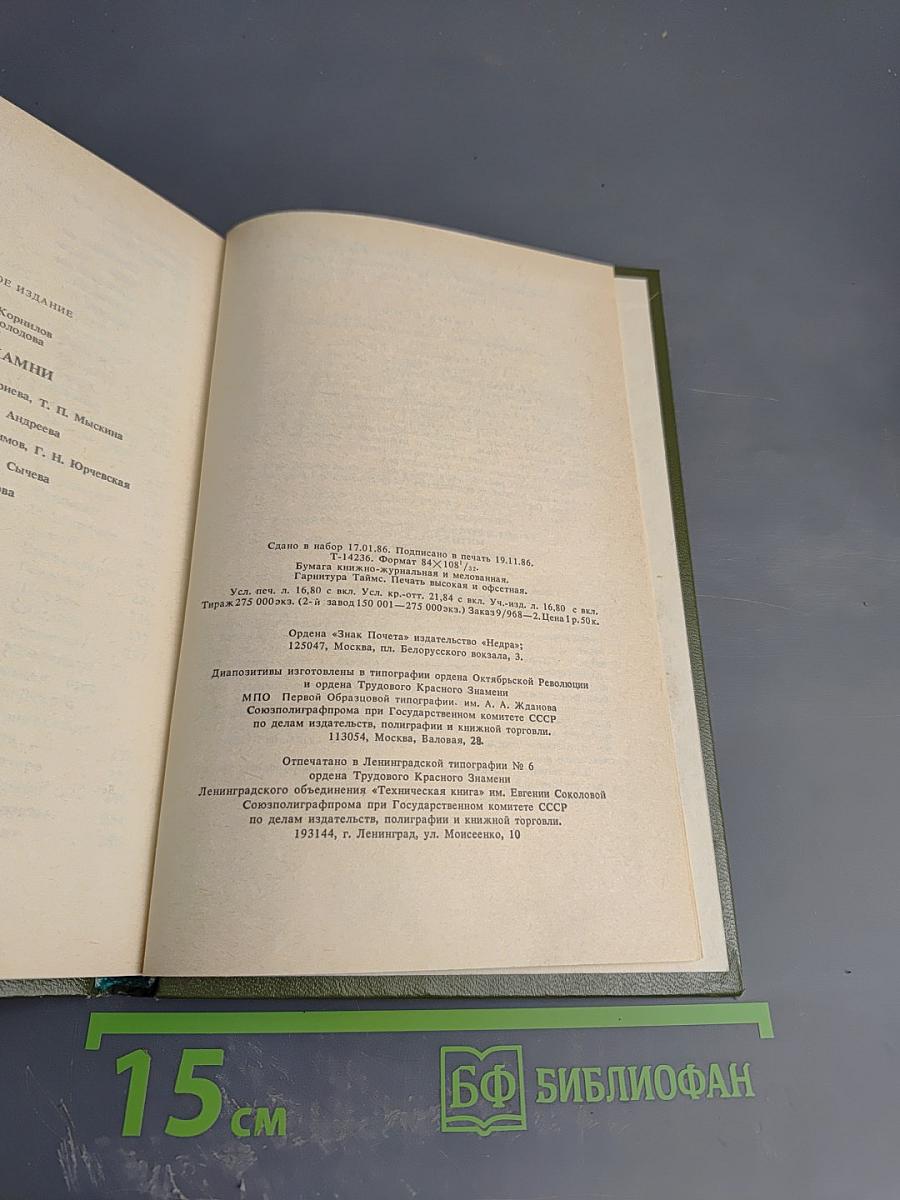 ОЕ ИЗДАНИЕ
Корнилов
олодова
КАМНИ
риева, Т. П. Мыскина
Андреева
имов, Г. Н. Юрчевская
Сычева
ова
Сдано в набор 17.01.86. Подписано в печать 19.11.86.
Т-14236. Формат 84×108¹/₃₂.
Бумага книжно-журнальная и мелованная.
Гарнитура Таймс. Печать высокая и офсетная.
Усл. печ. л. 16,80 с вкл. Усл. кр.-отт. 21,84 с вкл. Уч.-изд. л. 16,80 с вкл.
Тираж 275 000 экз. (2-й завод 150 001—275 000 экз.) Заказ 9/968—2. Цена 1 р. 50 к.
Ордена «Знак Почета» издательство «Недра»;
125047, Москва, пл. Белорусского вокзала, 3.
Диапозитивы изготовлены в типографии ордена Октябрьской Революции
и ордена Трудового Красного Знамени
МПО Первой Образцовой типографии. им. А. А. Жданова
Союзполиграфпрома при Государственном комитете СССР
по делам издательств, полиграфии и книжной торговли.
113054, Москва, Валовая, 28.
Отпечатано в Ленинградской типографии № 6
ордена Трудового Красного Знамени
Ленинградского объединения «Техническая книга» им. Евгении Соколовой
Союзполиграфпрома при Государственном комитете СССР
по делам издательств, полиграфии и книжной торговли.
193144, г. Ленинград, ул. Моисеенко, 10
15 см
БФ БИБЛИОФАН